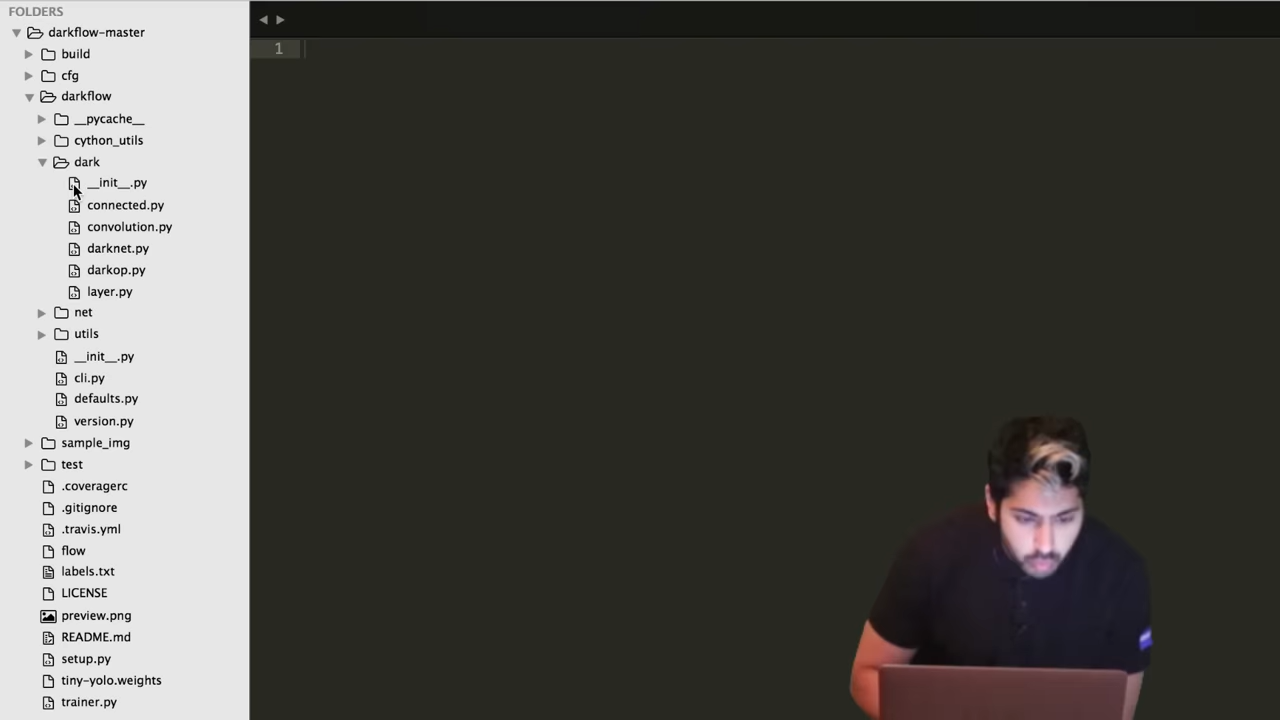 FOLDERS
darkflow-master
build
cfg
darkflow
__pycache__
cython_utils
dark
__init__.py
connected.py
convolution.py
darknet.py
darkop.py
layer.py
net
utils
__init__.py
cli.py
defaults.py
version.py
sample_img
test
.coveragerc
.gitignore
.travis.yml
flow
labels.txt
LICENSE
preview.png
README.md
setup.py
tiny-yolo.weights
trainer.py
1